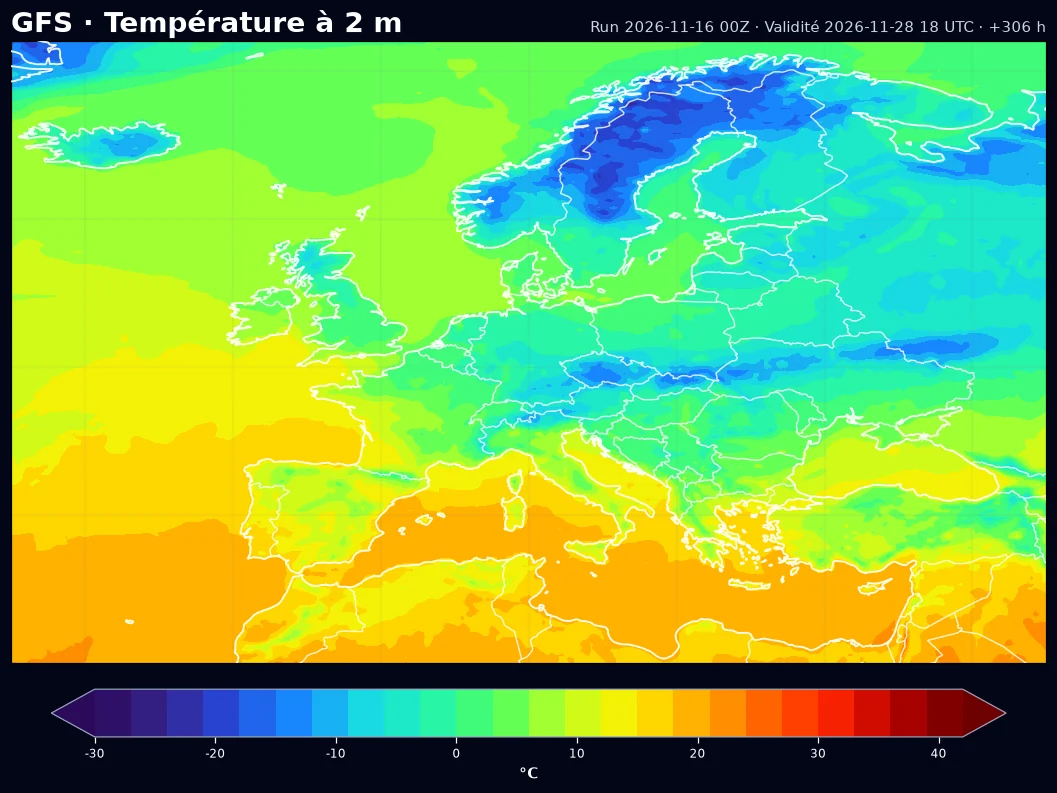 GFS · Température à 2 m
Run 2026-11-16 00Z · Validité 2026-11-28 18 UTC · +306 h
-30 -20 -10 0 10 20 30 40
°C